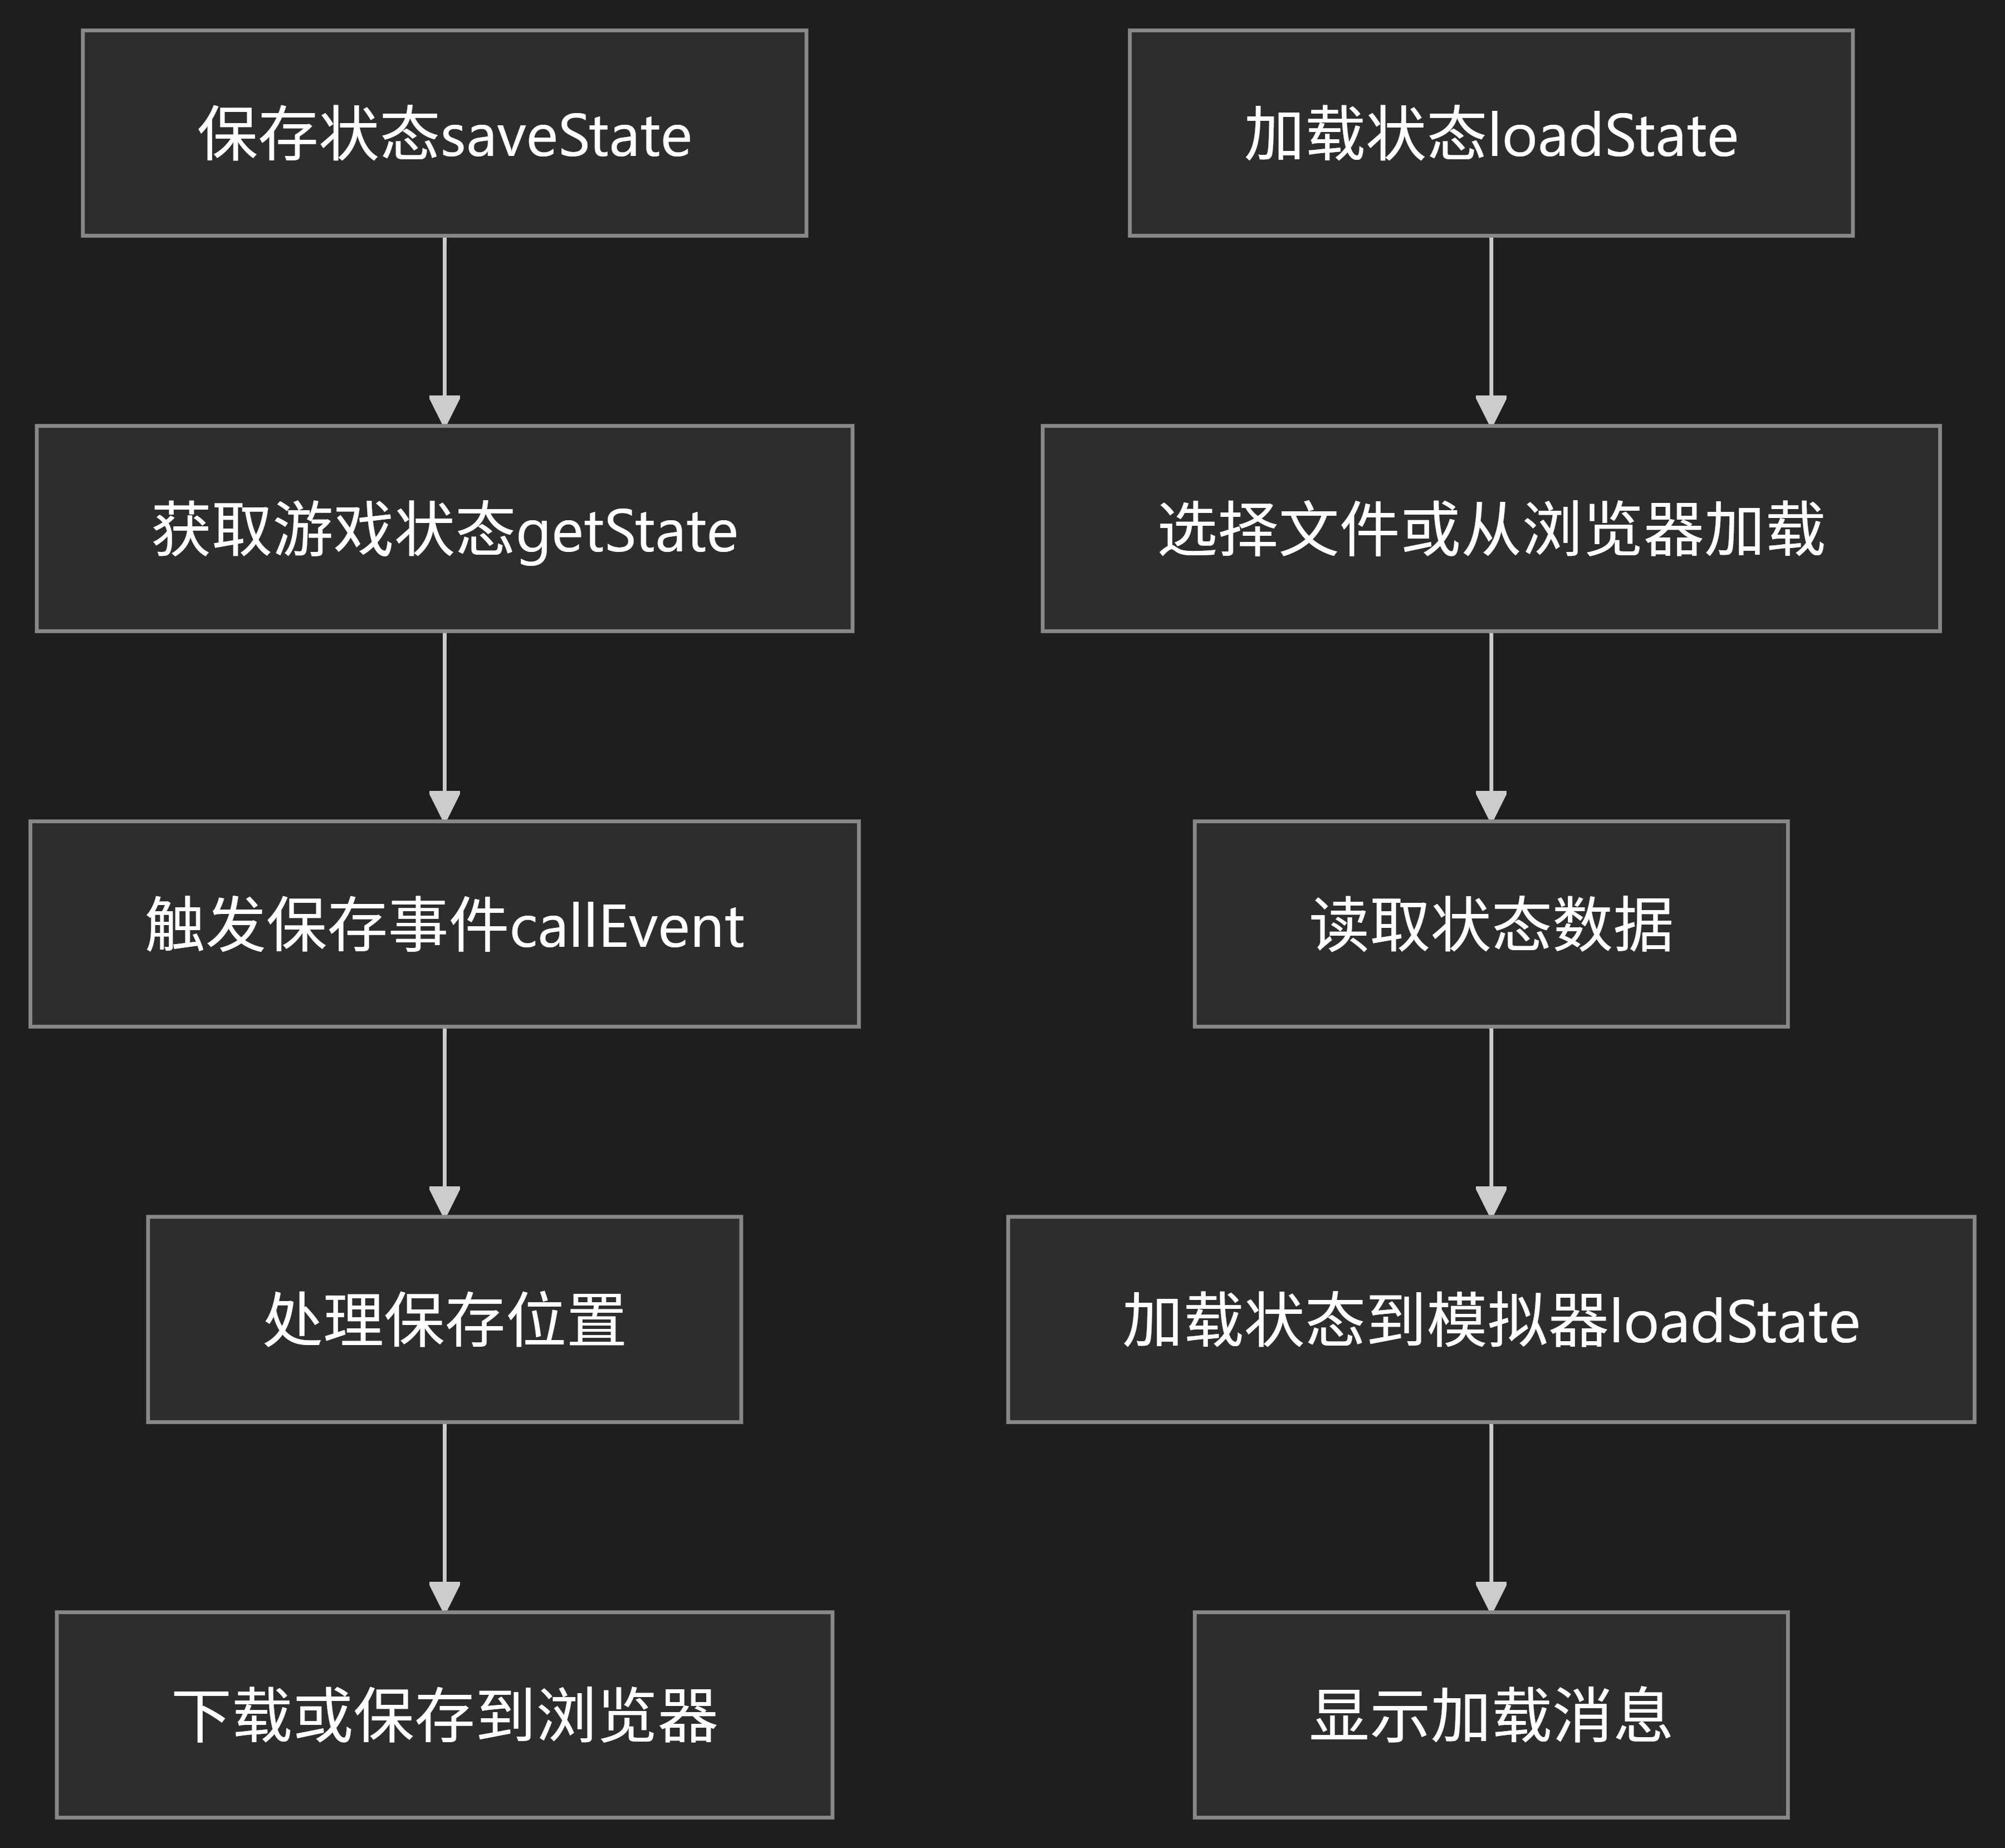 保存状态saveState
获取游戏状态getState
触发保存事件callEvent
处理保存位置
下载或保存到浏览器
加载状态loadState
选择文件或从浏览器加载
读取状态数据
加载状态到模拟器loadState
显示加载消息